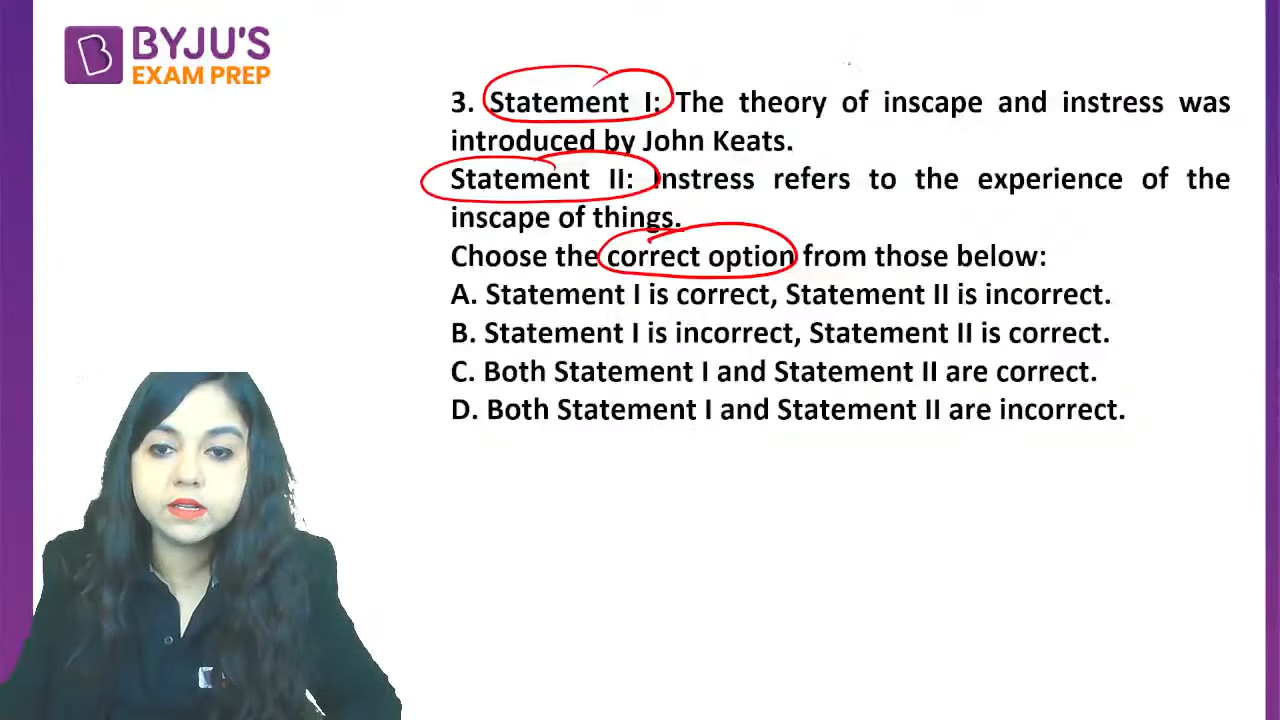 BYJU'S
EXAM PREP
3. Statement I: The theory of inscape and instress was
introduced by John Keats.
Statement II: Instress refers to the experience of the
inscape of things.
Choose the correct option from those below:
A. Statement I is correct, Statement II is incorrect.
B. Statement I is incorrect, Statement II is correct.
C. Both Statement I and Statement II are correct.
D. Both Statement I and Statement II are incorrect.